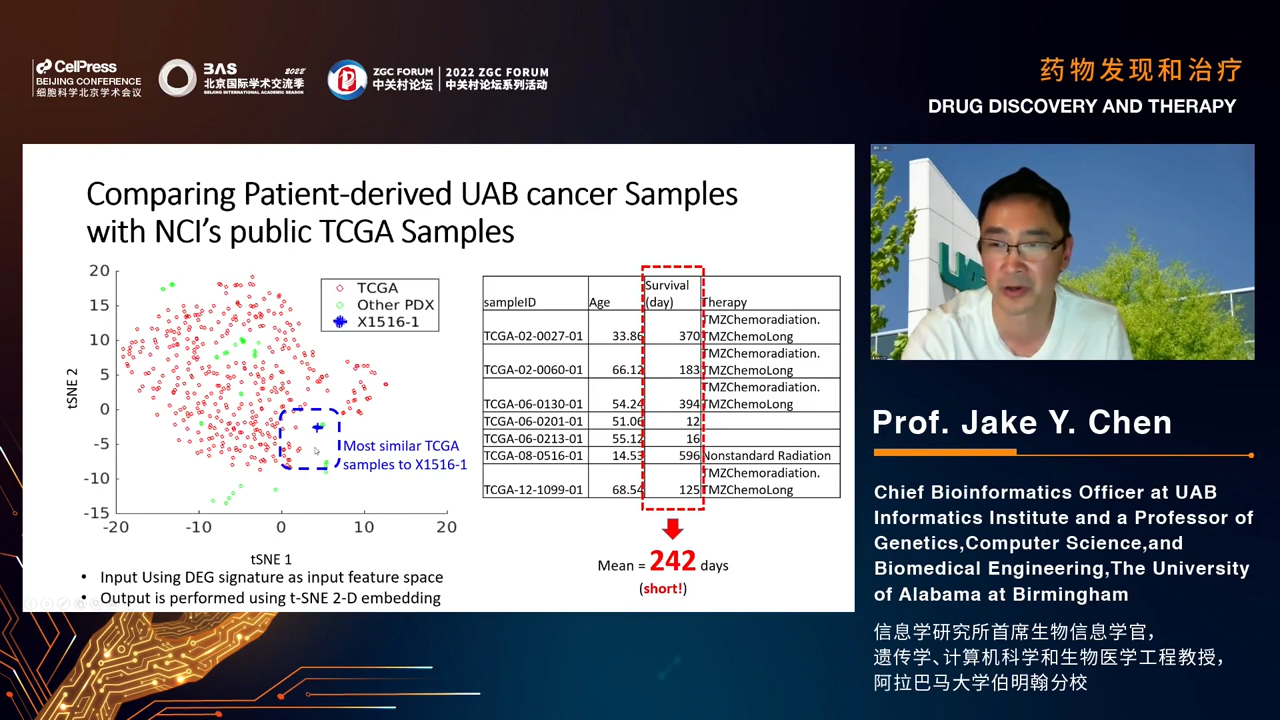 CelPress
BEIJING CONFERENCE
细胞科学北京学术会议
BAS 2022
北京国际学术交流季
BEIJING INTERNATIONAL ACADEMIC SEASON
ZGC FORUM
中关村论坛
2022 ZGC FORUM
中关村论坛系列活动
药物发现和治疗
DRUG DISCOVERY AND THERAPY
Comparing Patient-derived UAB cancer Samples
with NCI's public TCGA Samples
20
15
10
5
0
-5
-10
-15
-20
-10
0
10
20
tSNE 2
tSNE 1
TCGA
Other PDX
X1516-1
Most similar TCGA
samples to X1516-1
sampleID Age Survival (day) Therapy
TCGA-02-0027-01 33.86 370 TMZChemoradiation. TMZChemoLong
TCGA-02-0060-01 66.12 183 TMZChemoradiation. TMZChemoLong
TCGA-06-0130-01 54.24 394 TMZChemoradiation. TMZChemoLong
TCGA-06-0201-01 51.06 12
TCGA-06-0213-01 55.12 16
TCGA-08-0516-01 14.53 596 Nonstandard Radiation
TCGA-12-1099-01 68.54 125 TMZChemoradiation. TMZChemoLong
Mean = 242 days
(short!)
• Input Using DEG signature as input feature space
• Output is performed using t-SNE 2-D embedding
Prof. Jake Y. Chen
Chief Bioinformatics Officer at UAB
Informatics Institute and a Professor of
Genetics,Computer Science,and
Biomedical Engineering,The University
of Alabama at Birmingham
信息学研究所首席生物信息学官，
遗传学、计算机科学和生物医学工程教授，
阿拉巴马大学伯明翰分校